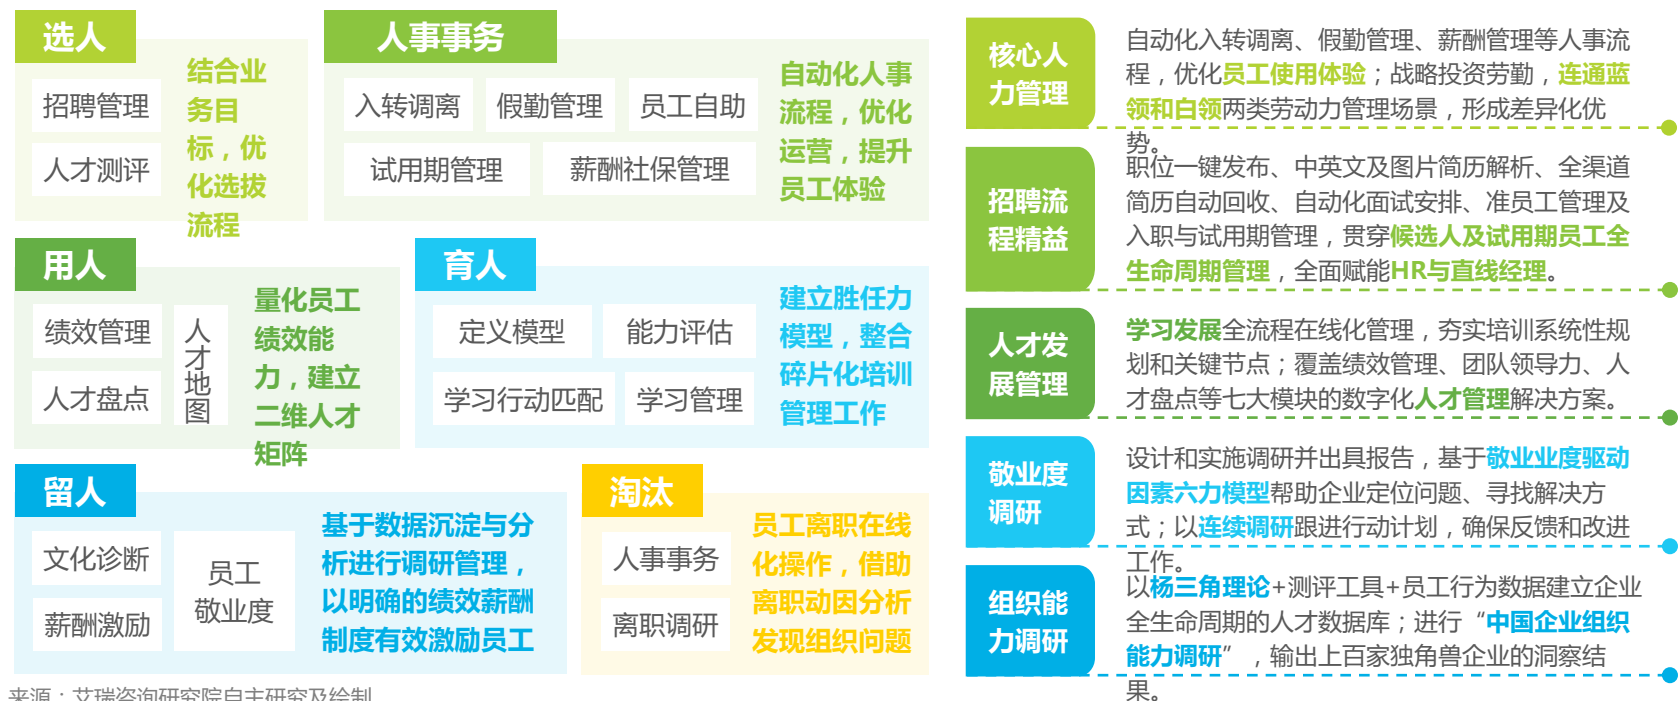 选人
招聘管理
人才测评
结合业
务目
标，优
化选拔
流程
人事事务
入转调离
假勤管理
员工自助
试用期管理
薪酬社保管理
自动化人事
流程，优化
运营，提升
员工体验
用人
绩效管理
人才盘点
人才地图
量化员工
绩效能
力，建立
二维人才
矩阵
育人
定义模型
能力评估
学习行动匹配
学习管理
建立胜任力
模型，整合
碎片化培训
管理工作
留人
文化诊断
薪酬激励
员工
敬业度
基于数据沉淀与分
析进行调研管理，
以明确的绩效薪酬
制度有效激励员工
淘汰
人事事务
离职调研
员工离职在线
化操作，借助
离职动因分析
发现组织问题
核心人
力管理
自动化入转调离、假勤管理、薪酬管理等人事流
程，优化员工使用体验；战略投资劳勤，连通蓝
领和白领两类劳动力管理场景，形成差异化优
势。
招聘流
程精益
职位一键发布、中英文及图片简历解析、全渠道
简历自动回收、自动化面试安排、准员工管理及
入职与试用期管理，贯穿候选人及试用期员工全
生命周期管理，全面赋能HR与直线经理。
人才发
展管理
学习发展全流程在线化管理，夯实培训系统性规
划和关键节点；覆盖绩效管理、团队领导力、人
才盘点等七大模块的数字化人才管理解决方案。
敬业度
调研
设计和实施调研并出具报告，基于敬业业度驱动
因素六力模型帮助企业定位问题、寻找解决方
式；以连续调研跟进行动计划，确保反馈和改进
工作。
组织能
力调研
以杨三角理论+测评工具+员工行为数据建立企业
全生命周期的人才数据库；进行“中国企业组织
能力调研”，输出上百家独角兽企业的洞察结
果。
来源：艾瑞咨询研究院自主研究及绘制